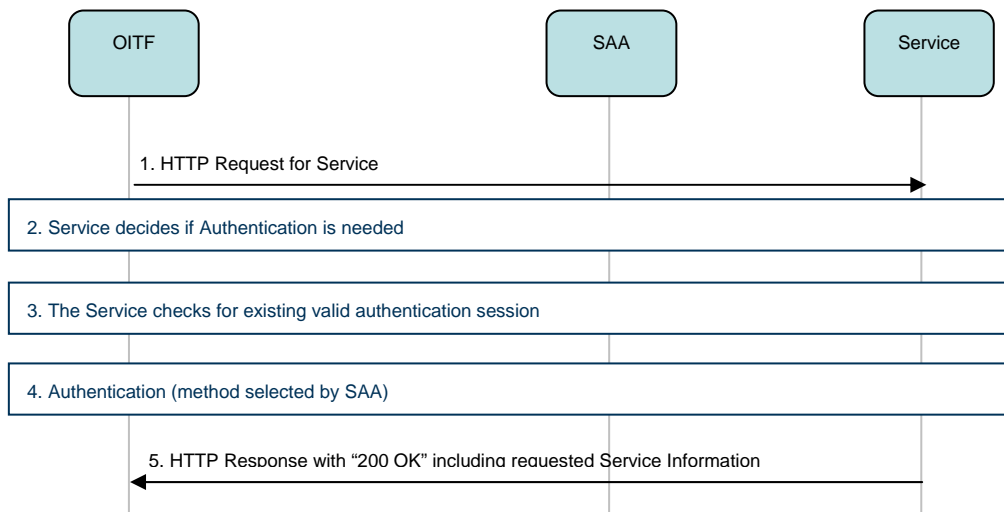 OITF
SAA
Service
1. HTTP Request for Service
2. Service decides if Authentication is needed
3. The Service checks for existing valid authentication session
4. Authentication (method selected by SAA)
5. HTTP Response with “200 OK” including requested Service Information